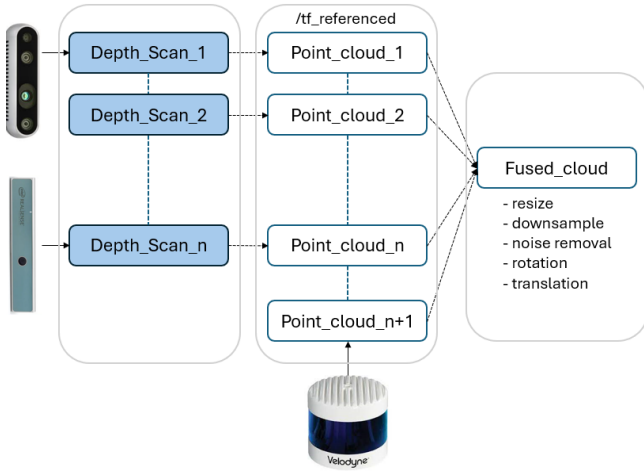 /tf_referenced
Depth_Scan_1
Point_cloud_1
Depth_Scan_2
Point_cloud_2
Fused_cloud
- resize
- downsample
- noise removal
- rotation
- translation
Depth_Scan_n
Point_cloud_n
Point_cloud_n+1
Velodyne